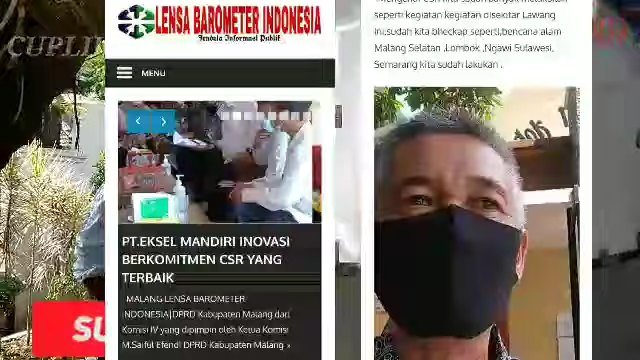 LENSA BAROMETER INDONESIA
Jendela Informasi Publik
MENU
PT.EKSEL MANDIRI INOVASI
BERKOMITMEN CSR YANG
TERBAIK
MALANG LENSA BAROMETER
INDONESIA|DPRD Kabupaten Malang dari
Komisi IV yang dipimpin oleh Ketua Komisi
M.Saiful Efendi DPRD Kabupaten Malang »
seperti kegiatan kegiatan disekitar Lawang
ini,sudah kita blleckap seperti,bencana alam
Malang Selatan ,Lombok ,Ngawi Sulawesi,
Semarang kita sudah lakukan .
CUPLIK
SU